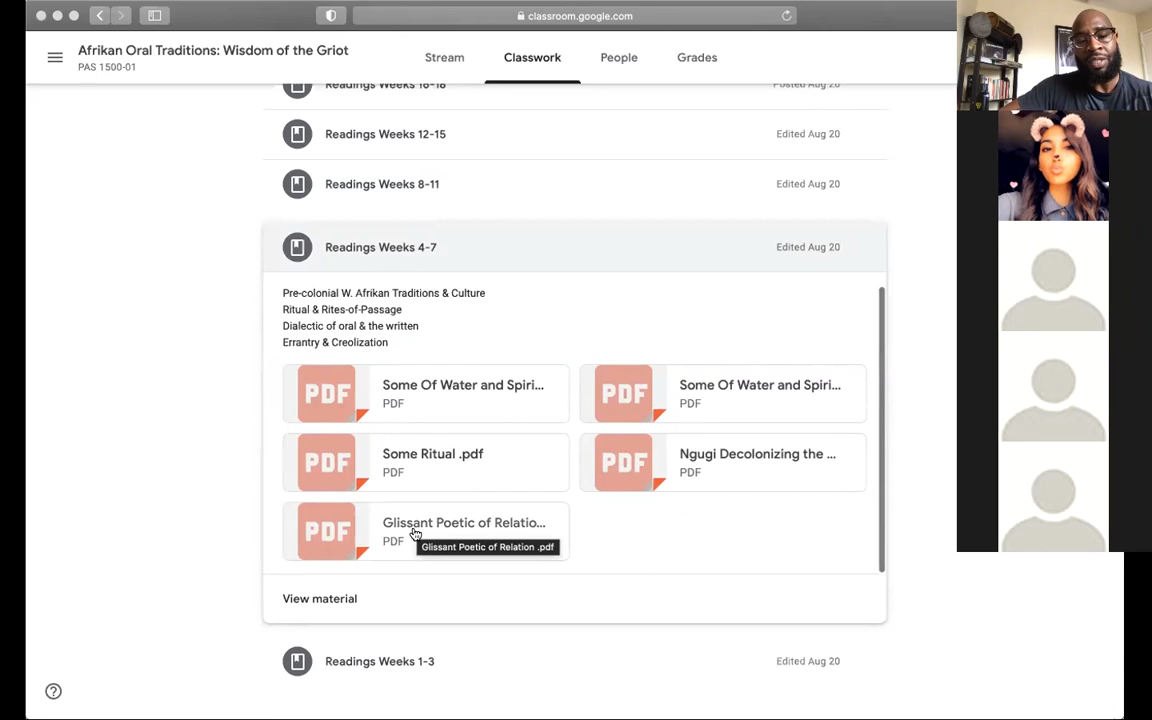 classroom.google.com
Afrikan Oral Traditions: Wisdom of the Griot
PAS 1500-01
Stream
Classwork
People
Grades
Readings Weeks 16-18
Posted Aug 20
Readings Weeks 12-15
Edited Aug 20
Readings Weeks 8-11
Edited Aug 20
Readings Weeks 4-7
Edited Aug 20
Pre-colonial W. Afrikan Traditions & Culture
Ritual & Rites-of-Passage
Dialectic of oral & the written
Errantry & Creolization
PDF
Some Of Water and Spiri...
PDF
PDF
Some Of Water and Spiri...
PDF
PDF
Some Ritual .pdf
PDF
PDF
Ngugi Decolonizing the ...
PDF
PDF
Glissant Poetic of Relatio...
PDF
Glissant Poetic of Relation .pdf
View material
Readings Weeks 1-3
Edited Aug 20